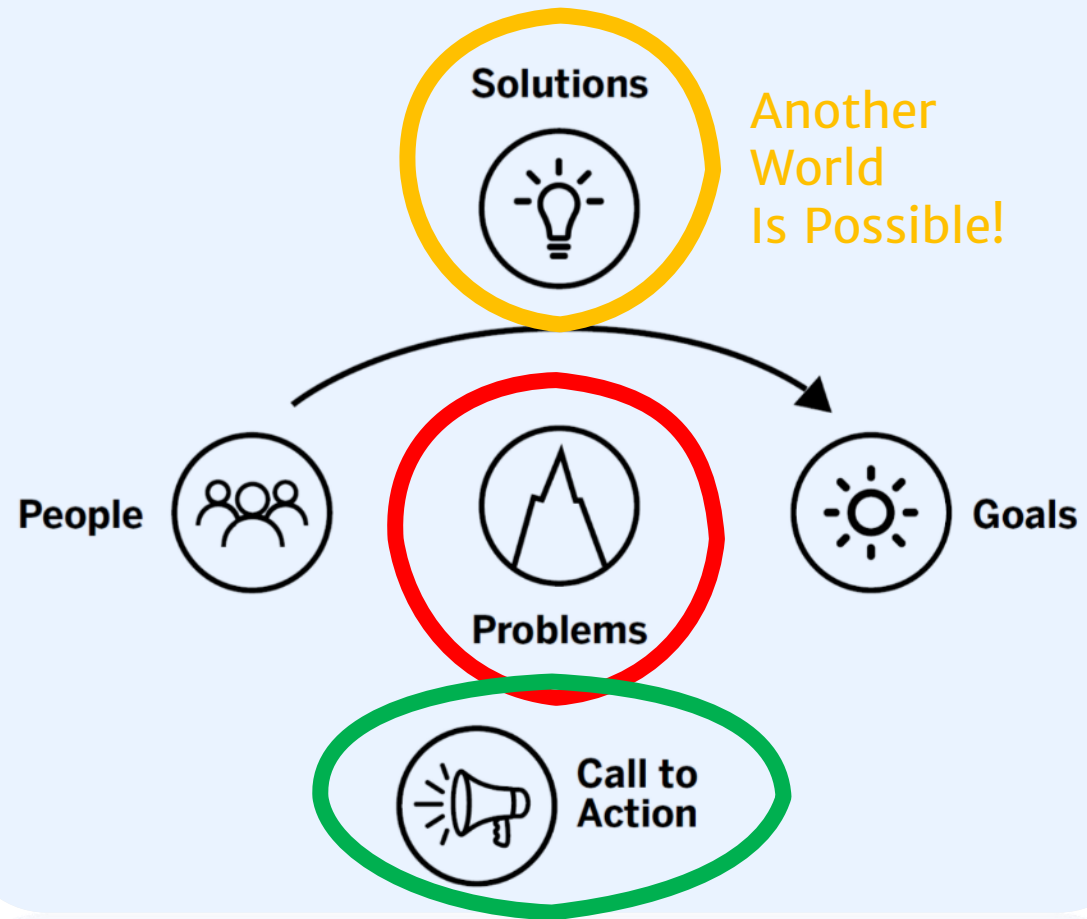 Solutions
Another
World
Is Possible!
People
Goals
Problems
Call to
Action